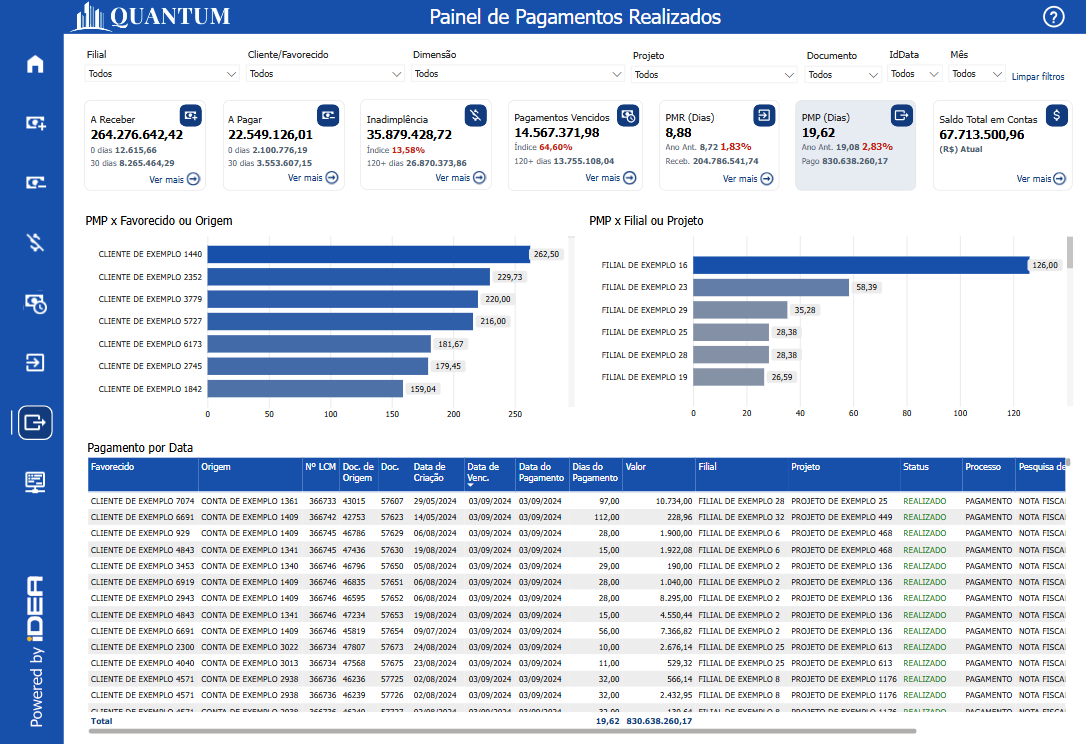 QUANTUM
Painel de Pagamentos Realizados
?
Filial
Todos
Cliente/Favorecido
Todos
Dimensão
Todos
Projeto
Todos
Documento
Todos
IdData
Todos
Mês
Todos
Limpar filtros
A Receber
264.276.642,42
0 dias 12.615,66
30 dias 8.265.464,29
Ver mais
A Pagar
22.549.126,01
0 dias 2.100.776,19
30 dias 3.553.607,15
Ver mais
Inadimplência
35.879.428,72
Índice 13,58%
120+ dias 26.870.373,86
Ver mais
Pagamentos Vencidos
14.567.371,98
Índice 64,60%
120+ dias 13.755.108,04
Ver mais
PMR (Dias)
8,88
Ano Ant. 8,72 1,83%
Receb. 204.786.541,74
Ver mais
PMP (Dias)
19,62
Ano Ant. 19,08 2,83%
Pago 830.638.260,17
Saldo Total em Contas
67.713.500,96
(R$) Atual
Ver mais
PMP x Favorecido ou Origem
CLIENTE DE EXEMPLO 1440 262,50
CLIENTE DE EXEMPLO 2352 229,73
CLIENTE DE EXEMPLO 3779 220,00
CLIENTE DE EXEMPLO 5727 216,00
CLIENTE DE EXEMPLO 6173 181,67
CLIENTE DE EXEMPLO 2745 179,45
CLIENTE DE EXEMPLO 1842 159,04
0 50 100 150 200 250
PMP x Filial ou Projeto
FILIAL DE EXEMPLO 16 126,00
FILIAL DE EXEMPLO 23 58,39
FILIAL DE EXEMPLO 29 35,28
FILIAL DE EXEMPLO 25 28,38
FILIAL DE EXEMPLO 28 28,38
FILIAL DE EXEMPLO 19 26,59
0 20 40 60 80 100 120
Pagamento por Data
Favorecido Origem Nº LCM Doc. de Origem Doc. Data de Criação Data de Venc. Data do Pagamento Dias do Pagamento Valor Filial Projeto Status Processo Pesquisa de
CLIENTE DE EXEMPLO 7074 CONTA DE EXEMPLO 1361 366733 43015 57607 29/05/2024 03/09/2024 03/09/2024 97,00 10.734,00 FILIAL DE EXEMPLO 28 PROJETO DE EXEMPLO 25 REALIZADO PAGAMENTO NOTA FISCA
CLIENTE DE EXEMPLO 6691 CONTA DE EXEMPLO 1409 366742 42753 57623 14/05/2024 03/09/2024 03/09/2024 112,00 228,96 FILIAL DE EXEMPLO 32 PROJETO DE EXEMPLO 449 REALIZADO PAGAMENTO NOTA FISCA
CLIENTE DE EXEMPLO 929 CONTA DE EXEMPLO 1409 366745 46786 57629 06/08/2024 03/09/2024 03/09/2024 28,00 1.900,00 FILIAL DE EXEMPLO 6 PROJETO DE EXEMPLO 468 REALIZADO PAGAMENTO NOTA FISCA
CLIENTE DE EXEMPLO 4843 CONTA DE EXEMPLO 1341 366745 47436 57630 19/08/2024 03/09/2024 03/09/2024 15,00 1.922,08 FILIAL DE EXEMPLO 6 PROJETO DE EXEMPLO 468 REALIZADO PAGAMENTO NOTA FISCA
CLIENTE DE EXEMPLO 3453 CONTA DE EXEMPLO 1340 366746 46796 57650 05/08/2024 03/09/2024 03/09/2024 29,00 190,00 FILIAL DE EXEMPLO 2 PROJETO DE EXEMPLO 136 REALIZADO PAGAMENTO NOTA FISCA
CLIENTE DE EXEMPLO 6919 CONTA DE EXEMPLO 1409 366746 46835 57651 06/08/2024 03/09/2024 03/09/2024 28,00 1.040,00 FILIAL DE EXEMPLO 2 PROJETO DE EXEMPLO 136 REALIZADO PAGAMENTO NOTA FISCA
CLIENTE DE EXEMPLO 2943 CONTA DE EXEMPLO 1409 366746 46595 57652 06/08/2024 03/09/2024 03/09/2024 28,00 8.295,00 FILIAL DE EXEMPLO 2 PROJETO DE EXEMPLO 136 REALIZADO PAGAMENTO NOTA FISCA
CLIENTE DE EXEMPLO 4843 CONTA DE EXEMPLO 1341 366746 47234 57653 19/08/2024 03/09/2024 03/09/2024 15,00 4.550,44 FILIAL DE EXEMPLO 2 PROJETO DE EXEMPLO 136 REALIZADO PAGAMENTO NOTA FISCA
CLIENTE DE EXEMPLO 6691 CONTA DE EXEMPLO 1409 366746 45819 57654 09/07/2024 03/09/2024 03/09/2024 56,00 7.366,82 FILIAL DE EXEMPLO 2 PROJETO DE EXEMPLO 136 REALIZADO PAGAMENTO NOTA FISCA
CLIENTE DE EXEMPLO 2300 CONTA DE EXEMPLO 3022 366734 47807 57673 24/08/2024 03/09/2024 03/09/2024 10,00 2.676,14 FILIAL DE EXEMPLO 25 PROJETO DE EXEMPLO 613 REALIZADO PAGAMENTO NOTA FISCA
CLIENTE DE EXEMPLO 4040 CONTA DE EXEMPLO 3013 366734 47568 57675 23/08/2024 03/09/2024 03/09/2024 11,00 529,32 FILIAL DE EXEMPLO 25 PROJETO DE EXEMPLO 613 REALIZADO PAGAMENTO NOTA FISCA
CLIENTE DE EXEMPLO 4571 CONTA DE EXEMPLO 2938 366736 46236 57725 02/08/2024 03/09/2024 03/09/2024 32,00 566,14 FILIAL DE EXEMPLO 8 PROJETO DE EXEMPLO 1176 REALIZADO PAGAMENTO NOTA FISCA
CLIENTE DE EXEMPLO 4571 CONTA DE EXEMPLO 2938 366736 46239 57726 02/08/2024 03/09/2024 03/09/2024 32,00 2.432,95 FILIAL DE EXEMPLO 8 PROJETO DE EXEMPLO 1176 REALIZADO PAGAMENTO NOTA FISCA
Total 19,62 830.638.260,17
Powered by iDEA